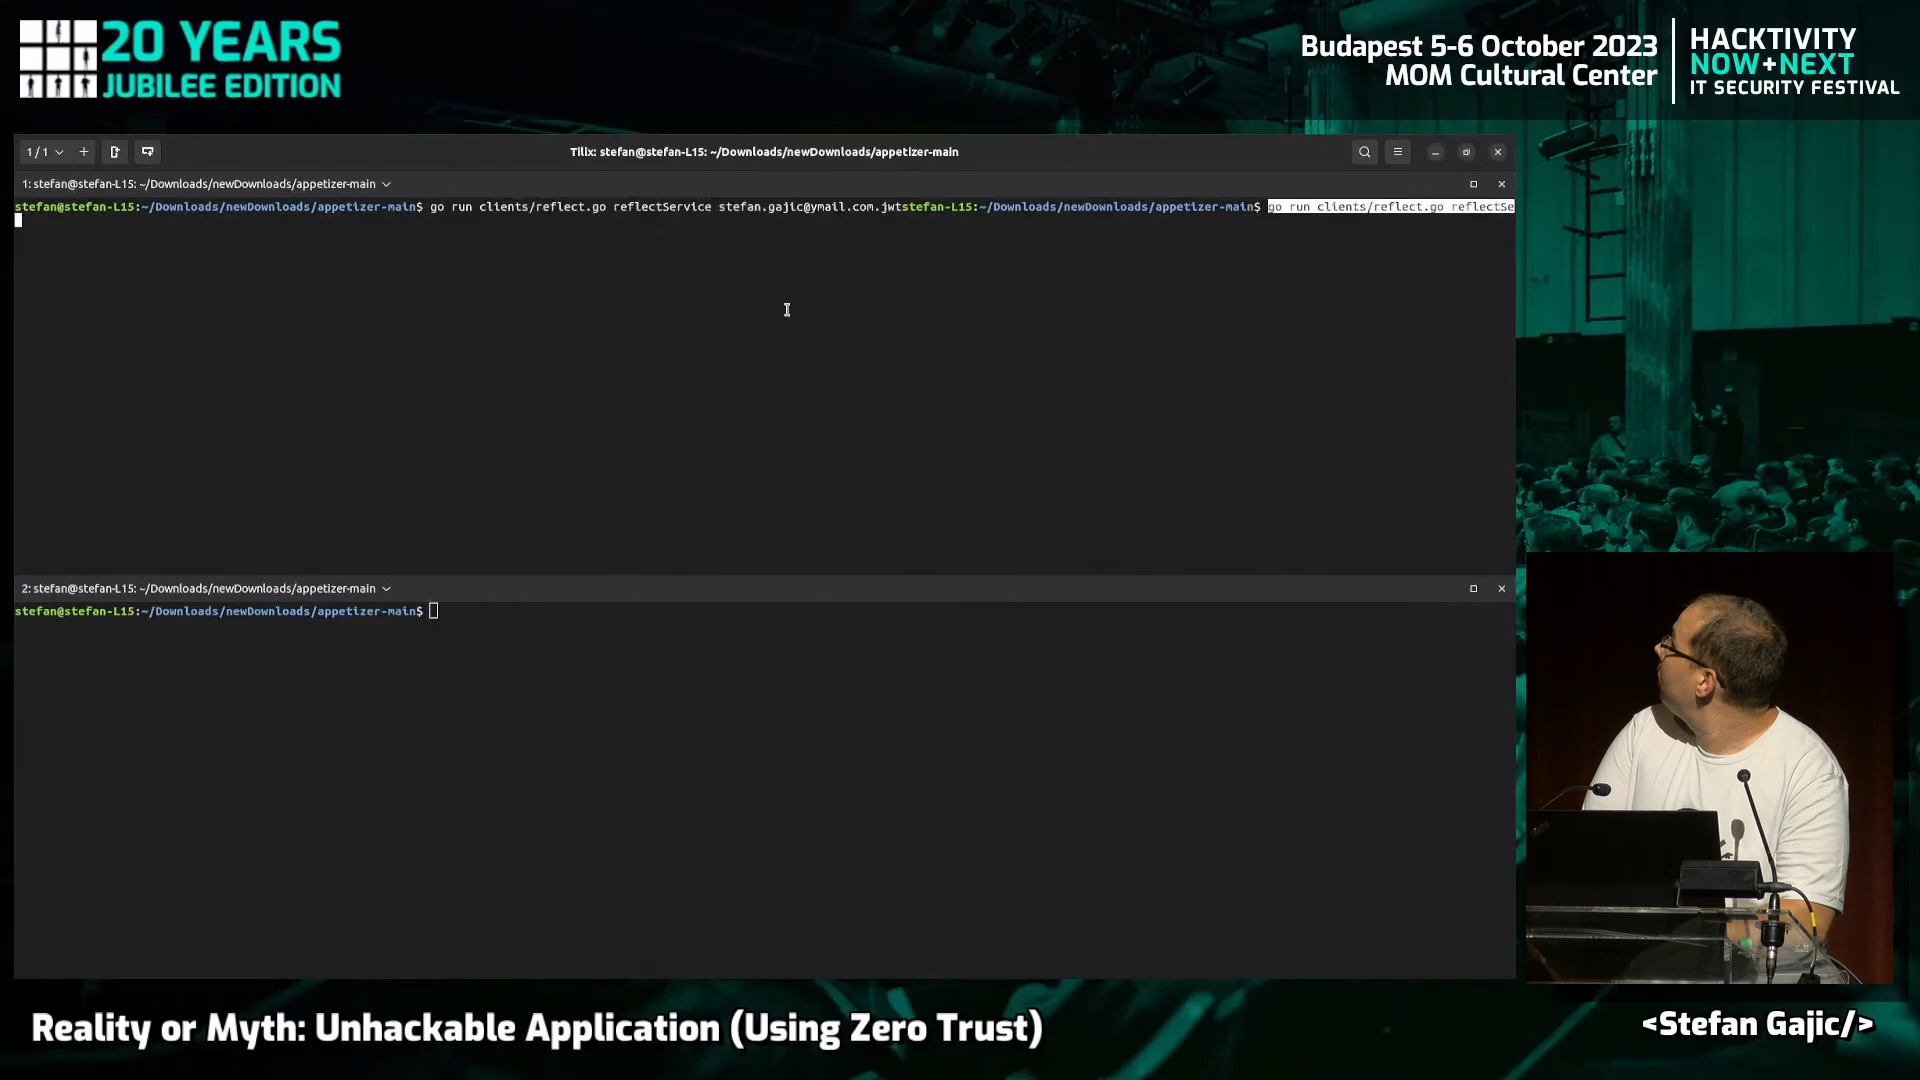 20 YEARS
JUBILEE EDITION
Budapest 5-6 October 2023
MOM Cultural Center
HACKTIVITY
NOW+NEXT
IT SECURITY FESTIVAL
1 / 1
Tilix: stefan@stefan-L15: ~/Downloads/newDownloads/appetizer-main
1: stefan@stefan-L15: ~/Downloads/newDownloads/appetizer-main
stefan@stefan-L15:~/Downloads/newDownloads/appetizer-main$ go run clients/reflect.go reflectService stefan.gajic@ymail.com.jwtstefan-L15:~/Downloads/newDownloads/appetizer-main$ go run clients/reflect.go reflectSe
2: stefan@stefan-L15: ~/Downloads/newDownloads/appetizer-main
stefan@stefan-L15:~/Downloads/newDownloads/appetizer-main$
Reality or Myth: Unhackable Application (Using Zero Trust)
<Stefan Gajic/>